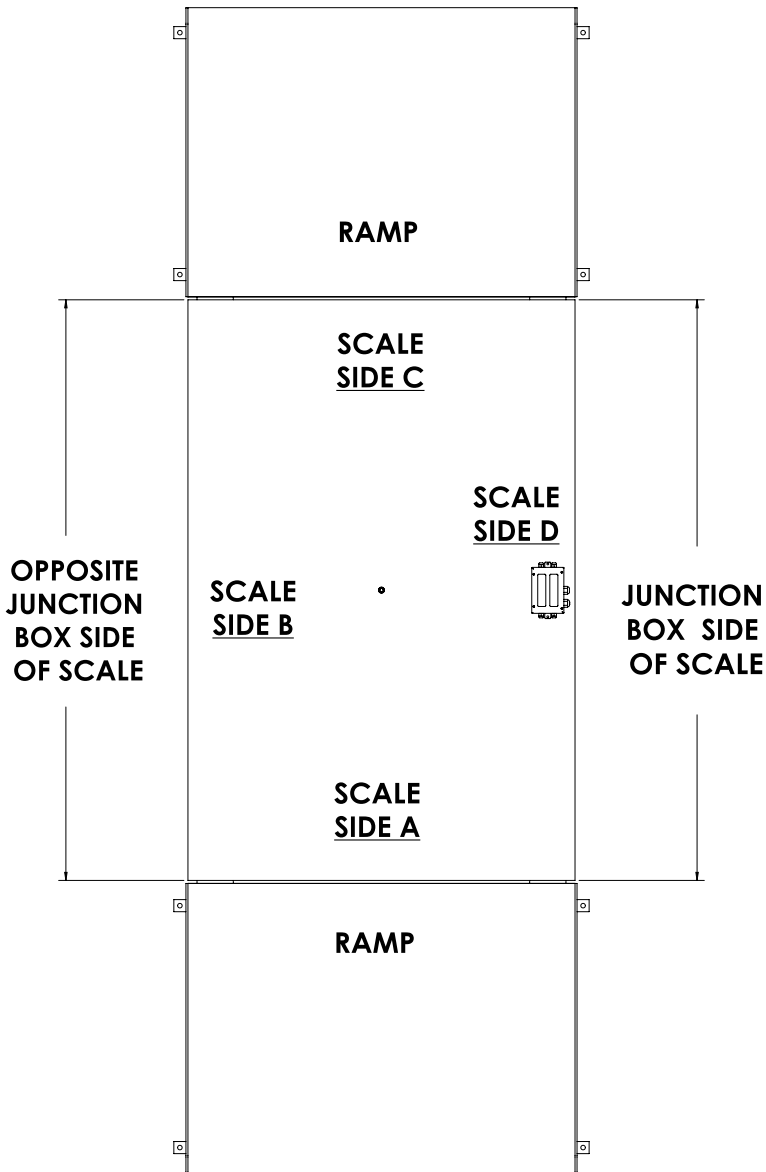 RAMP
SCALE
SIDE C
SCALE
SIDE D
OPPOSITE
JUNCTION
BOX SIDE
OF SCALE
SCALE
SIDE B
JUNCTION
BOX SIDE
OF SCALE
SCALE
SIDE A
RAMP